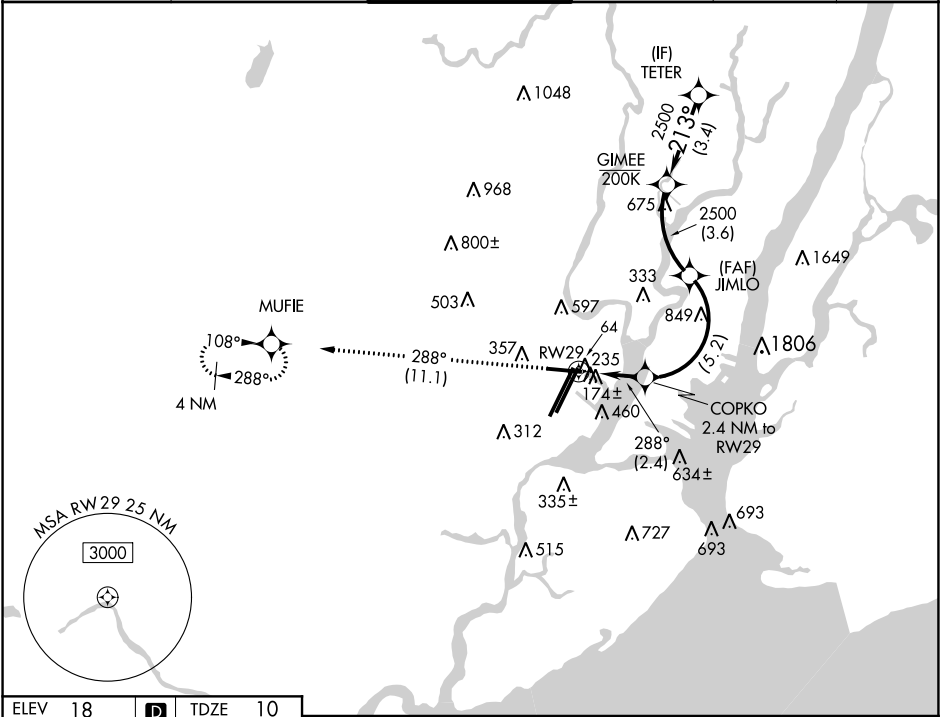 (IF)
TETER
1048
2500
213°
(3.4)
GIMEE
200K
968
675
2500
(3.6)
800±
1649
(FAF)
JIMLO
333
503
597
849
MUFIE
64
1806
108°
357
RW29
235
288°
(11.1)
(5.2)
288°
174±
4 NM
460
COPKO
2.4 NM to
RW29
312
288°
(2.4)
634±
335±
MSA RW29 25 NM
693
727
693
515
3000
ELEV 18 D TDZE 10